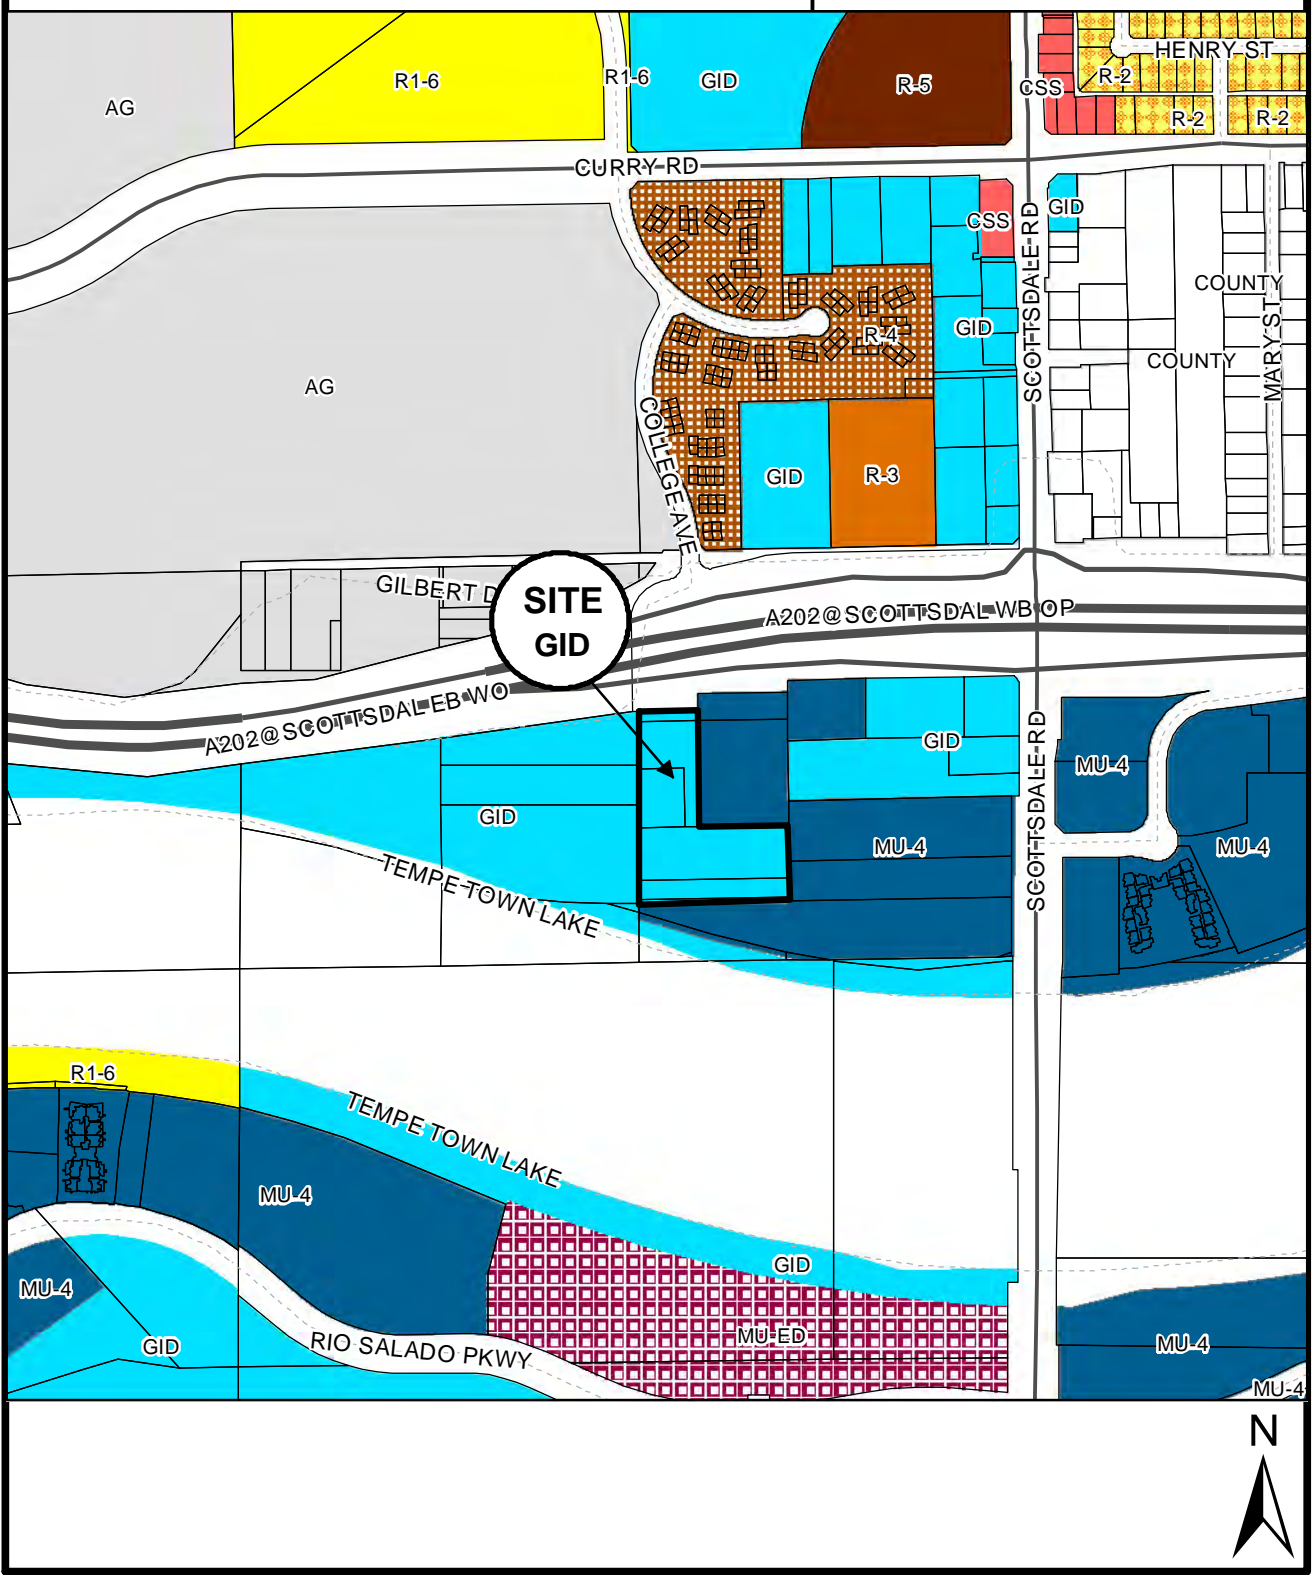 HENRY ST
R1-6
R1-6
GID
R-5
CSS
R-2
AG
R-2
R-2
CURRY RD
CSS
GID
SCOTTSDALE RD
COUNTY
MARY ST
GID
R-4
COUNTY
AG
COLLEGE AVE
GID
R-3
GILBERT D
SITE
GID
A202@SCOTTSDAL WB OP
A202@SCOTTSDAL EB WO
GID
MU-4
SCOTTSDALE RD
GID
MU-4
MU-4
TEMPE TOWN LAKE
R1-6
TEMPE TOWN LAKE
MU-4
GID
MU-4
MU-ED
GID
RIO SALADO PKWY
MU-4
MU-4
N